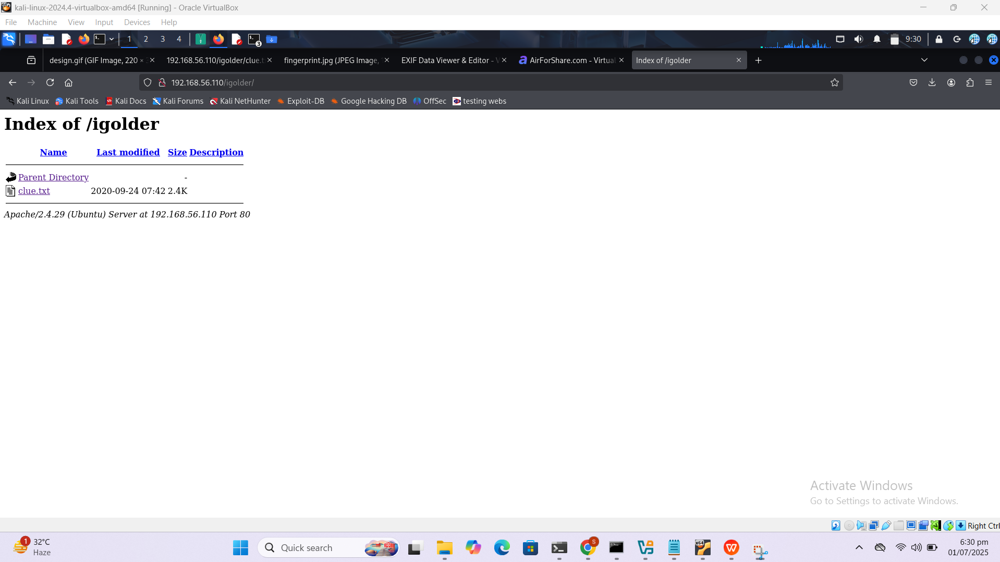 kali-linux-2024.4-virtualbox-amd64 [Running] - Oracle VirtualBox
File Machine View Input Devices Help
1 2 3 4 3 9:30
design.gif (GIF Image, 220 × 192.168.56.110/igolder/clue.t fingerprint.jpg (JPEG Image, EXIF Data Viewer & Editor - V AirForShare.com - Virtual Index of /igolder
192.168.56.110/igolder/
Kali Linux Kali Tools Kali Docs Kali Forums Kali NetHunter Exploit-DB Google Hacking DB OffSec testing webs
Index of /igolder
Name Last modified Size Description
Parent Directory -
clue.txt 2020-09-24 07:42 2.4K
Apache/2.4.29 (Ubuntu) Server at 192.168.56.110 Port 80
Activate Windows
Go to Settings to activate Windows.
Right Ctrl
1 32°C
Haze
Quick search
S
x64
6:30 pm
01/07/2025